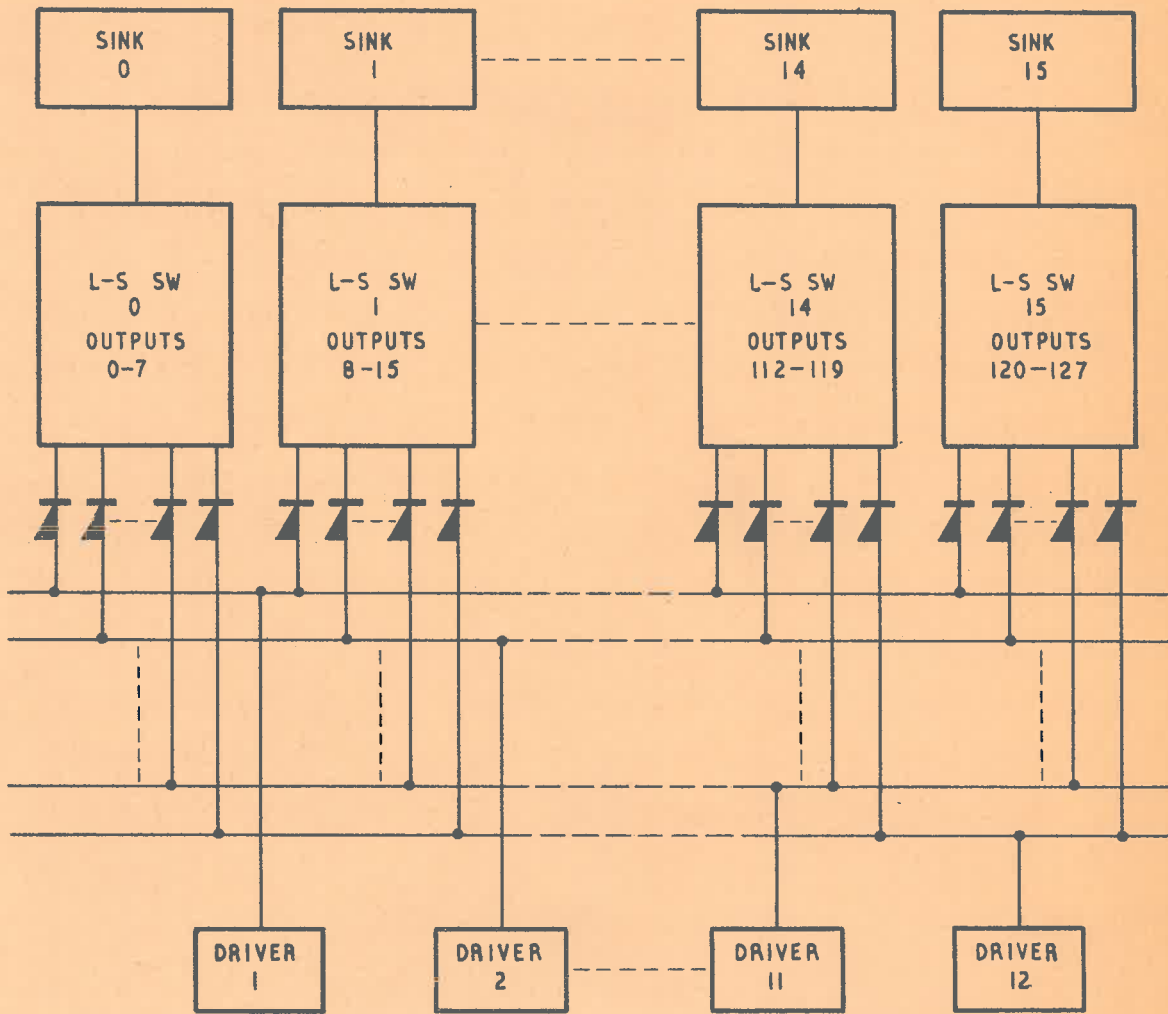 SINK
0
SINK
1
SINK
14
SINK
15
L-S SW
0
OUTPUTS
0-7
L-S SW
1
OUTPUTS
8-15
L-S SW
14
OUTPUTS
112-119
L-S SW
15
OUTPUTS
120-127
DRIVER
1
DRIVER
2
DRIVER
11
DRIVER
12